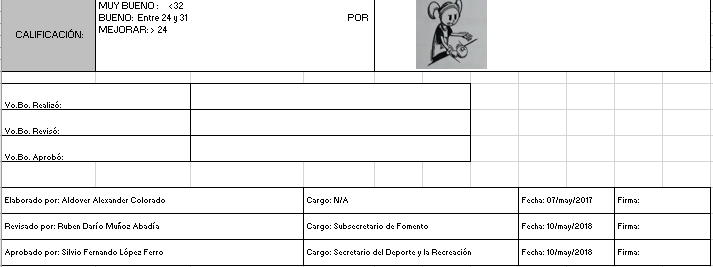 MUY BUENO : <32
BUENO: Entre 24 y 31 POR
CALIFICACIÓN: MEJORAR: > 24
Vo.Bo. Realizó:
Vo.Bo. Revisó:
Vo.Bo. Aprobó:
Elaborado por: Aldover Alexander Colorado Cargo: N/A Fecha: 07/may/2017 Firma:
Revisado por: Ruben Darío Muñoz Abadía Cargo: Subsecretario de Fomento Fecha: 10/may/2018 Firma:
Aprobado por: Silvio Fernando López Ferro Cargo: Secretario del Deporte y la Recreación Fecha: 10/may/2018 Firma: